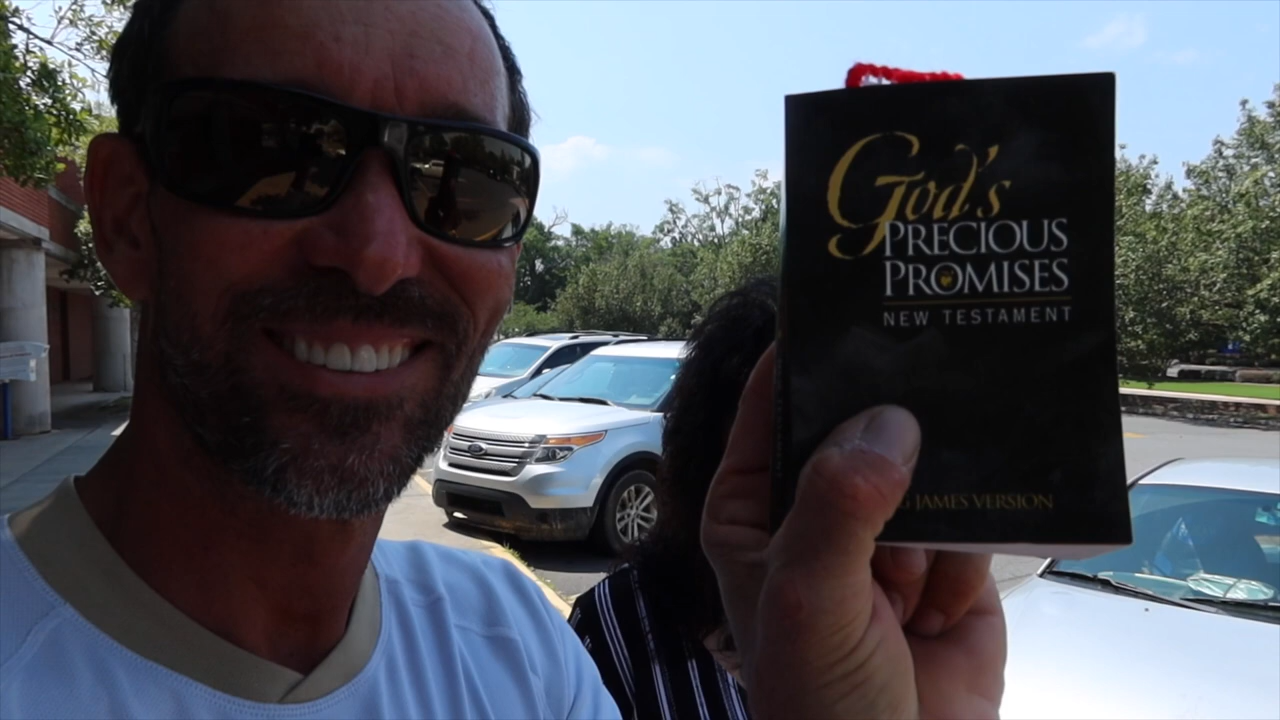 God's
PRECIOUS
PROMISES
NEW TESTAMENT
JAMES VERSION